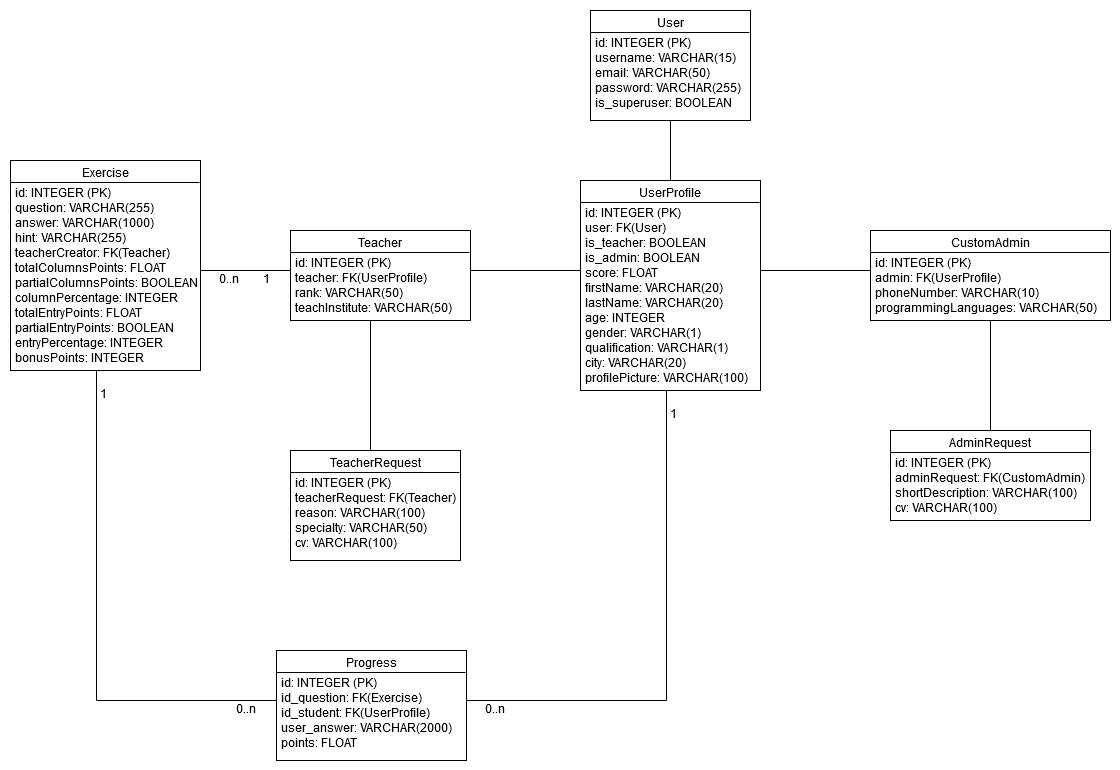 User
id: INTEGER (PK)
username: VARCHAR(15)
email: VARCHAR(50)
password: VARCHAR(255)
is_superuser: BOOLEAN
Exercise
id: INTEGER (PK)
question: VARCHAR(255)
answer: VARCHAR(1000)
hint: VARCHAR(255)
teacherCreator: FK(Teacher)
totalColumnsPoints: FLOAT
partialColumnsPoints: BOOLEAN
columnPercentage: INTEGER
totalEntryPoints: FLOAT
partialEntryPoints: BOOLEAN
entryPercentage: INTEGER
bonusPoints: INTEGER
0..n
1
Teacher
id: INTEGER (PK)
teacher: FK(UserProfile)
rank: VARCHAR(50)
teachInstitute: VARCHAR(50)
UserProfile
id: INTEGER (PK)
user: FK(User)
is_teacher: BOOLEAN
is_admin: BOOLEAN
score: FLOAT
firstName: VARCHAR(20)
lastName: VARCHAR(20)
age: INTEGER
gender: VARCHAR(1)
qualification: VARCHAR(1)
city: VARCHAR(20)
profilePicture: VARCHAR(100)
CustomAdmin
id: INTEGER (PK)
admin: FK(UserProfile)
phoneNumber: VARCHAR(10)
programmingLanguages: VARCHAR(50)
1
1
TeacherRequest
id: INTEGER (PK)
teacherRequest: FK(Teacher)
reason: VARCHAR(100)
specialty: VARCHAR(50)
cv: VARCHAR(100)
AdminRequest
id: INTEGER (PK)
adminRequest: FK(CustomAdmin)
shortDescription: VARCHAR(100)
cv: VARCHAR(100)
Progress
id: INTEGER (PK)
id_question: FK(Exercise)
id_student: FK(UserProfile)
user_answer: VARCHAR(2000)
points: FLOAT
0..n
0..n